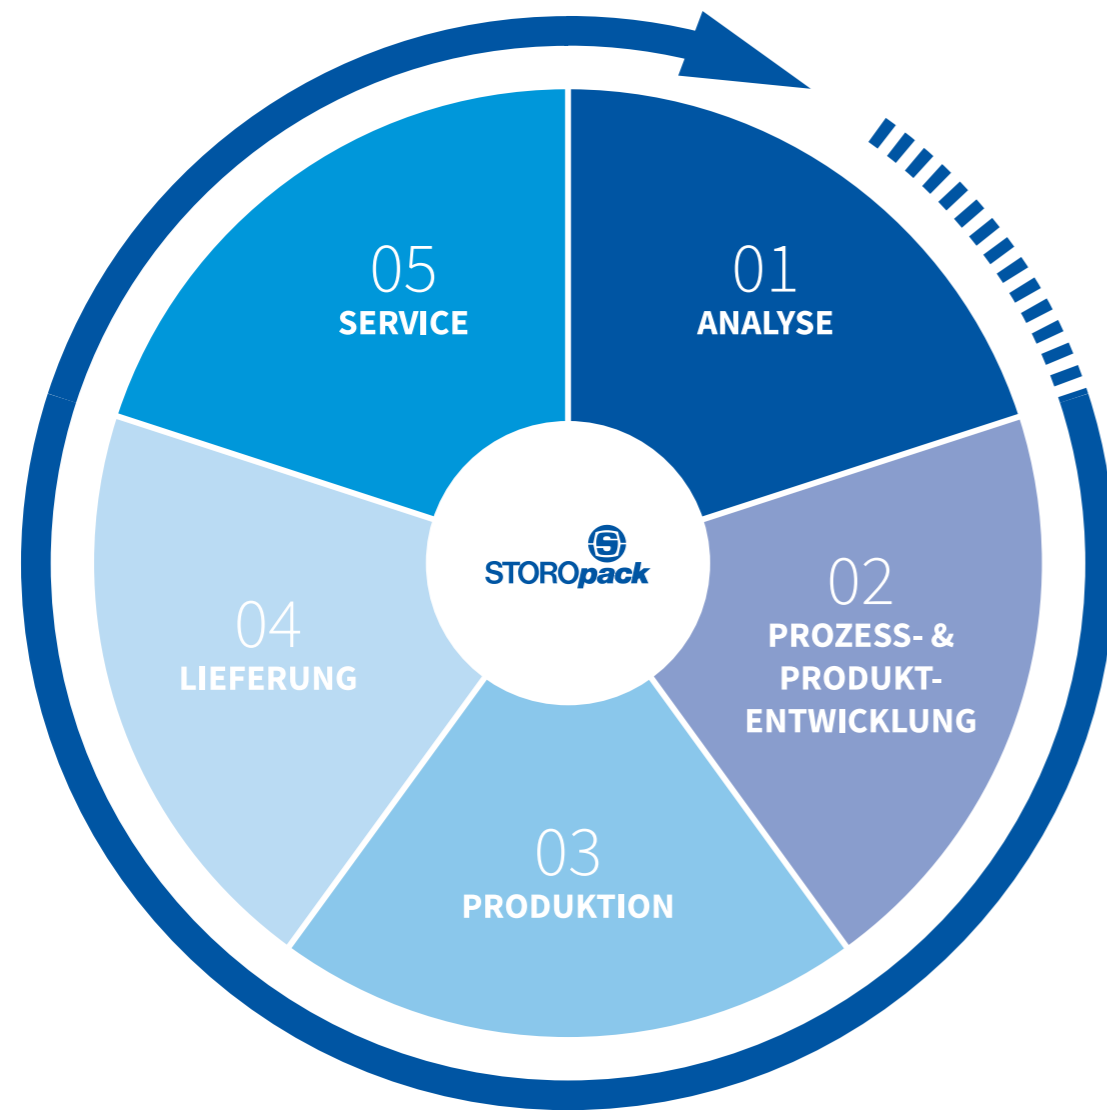 01
ANALYSE
02
PROZESS- &
PRODUKT-
ENTWICKLUNG
03
PRODUKTION
04
LIEFERUNG
05
SERVICE
S
STOROpack